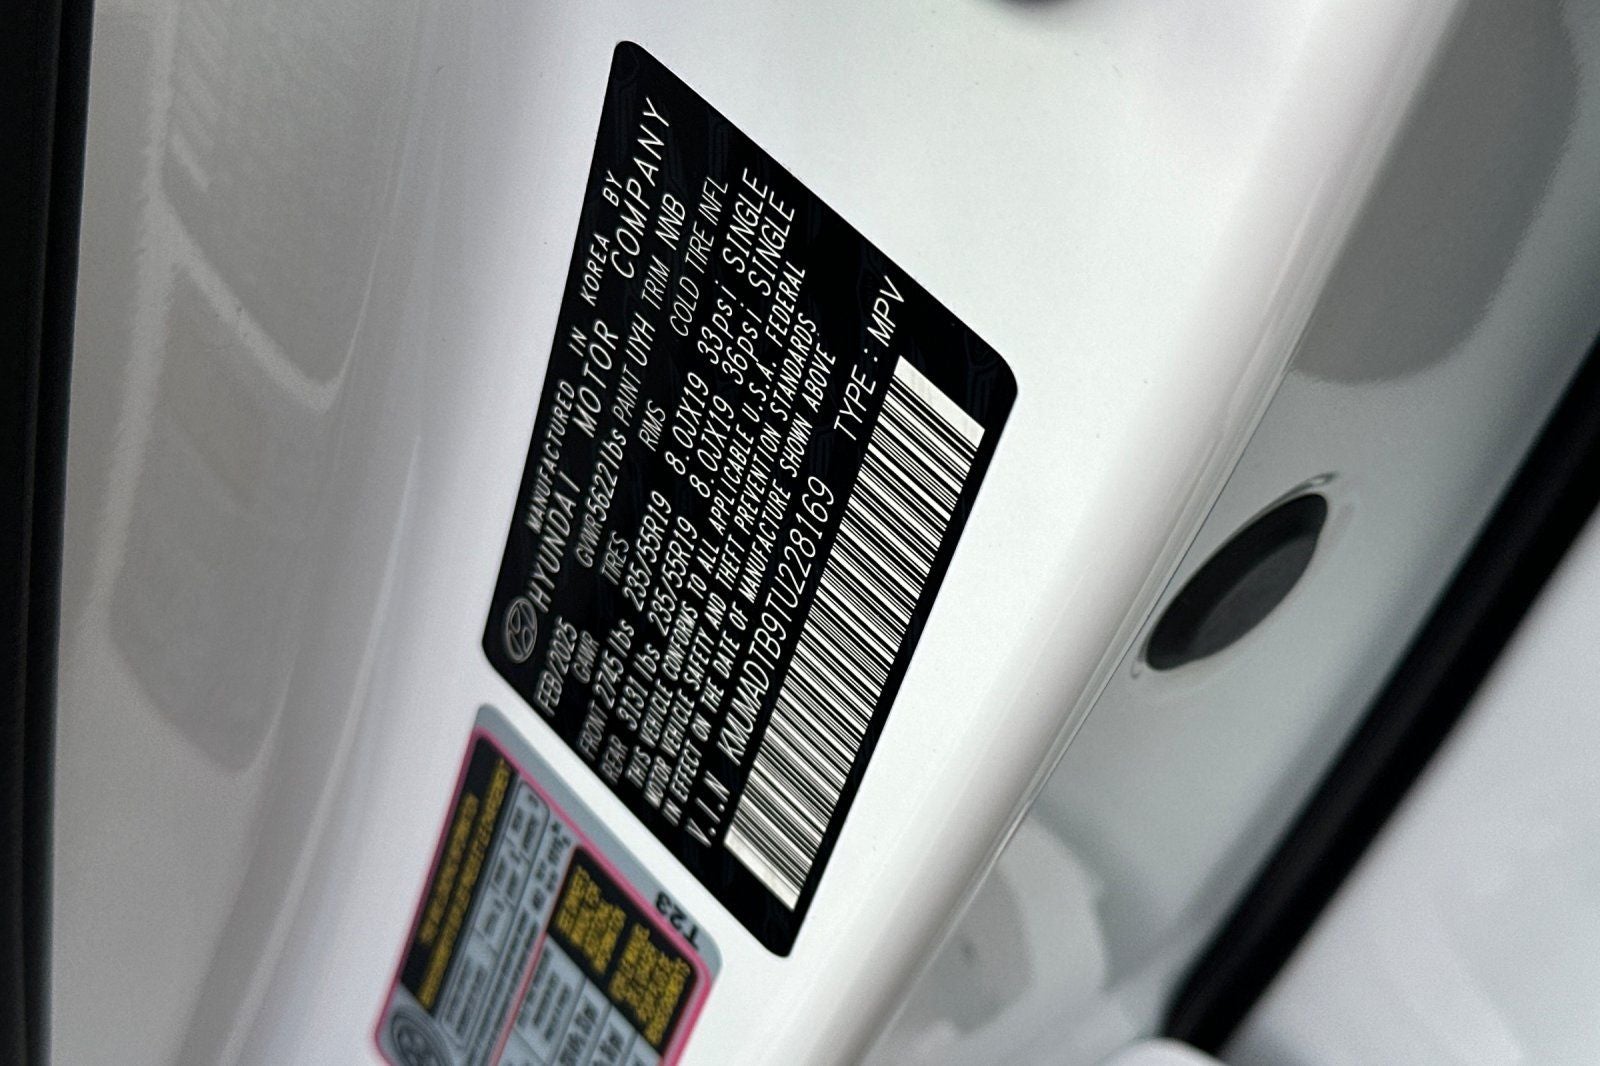 MANUFACTURED IN KOREA BY
HYUNDAI MOTOR COMPANY
FEB/2025 GVWR 5622lbs PAINT UYH TRIM NNB
GAWR TIRES RIMS COLD TIRE INFL
FRONT 2745 lbs 235/55R19 8.0JX19 33psi SINGLE
REAR 3131 lbs 235/55R19 8.0JX19 36psi SINGLE
THIS VEHICLE CONFORMS TO ALL APPLICABLE U.S.A. FEDERAL
MOTOR VEHICLE SAFETY AND THEFT PREVENTION STANDARDS
IN EFFECT ON THE DATE OF MANUFACTURE SHOWN ABOVE
V.I.N KMUMADTB9TU228169 TYPE : MPV
T23